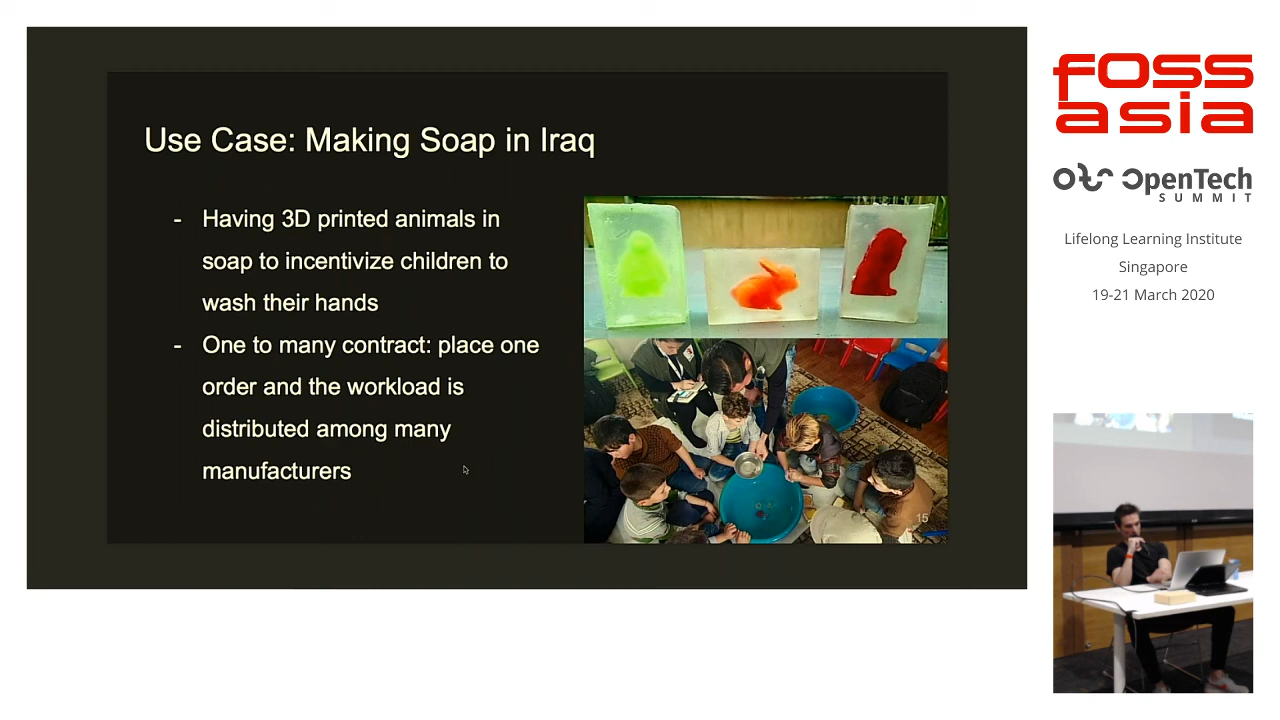 Use Case: Making Soap in Iraq
- Having 3D printed animals in
soap to incentivize children to
wash their hands
- One to many contract: place one
order and the workload is
distributed among many
manufacturers
15
fossasia
OpenTech
SUMMIT
Lifelong Learning Institute
Singapore
19-21 March 2020